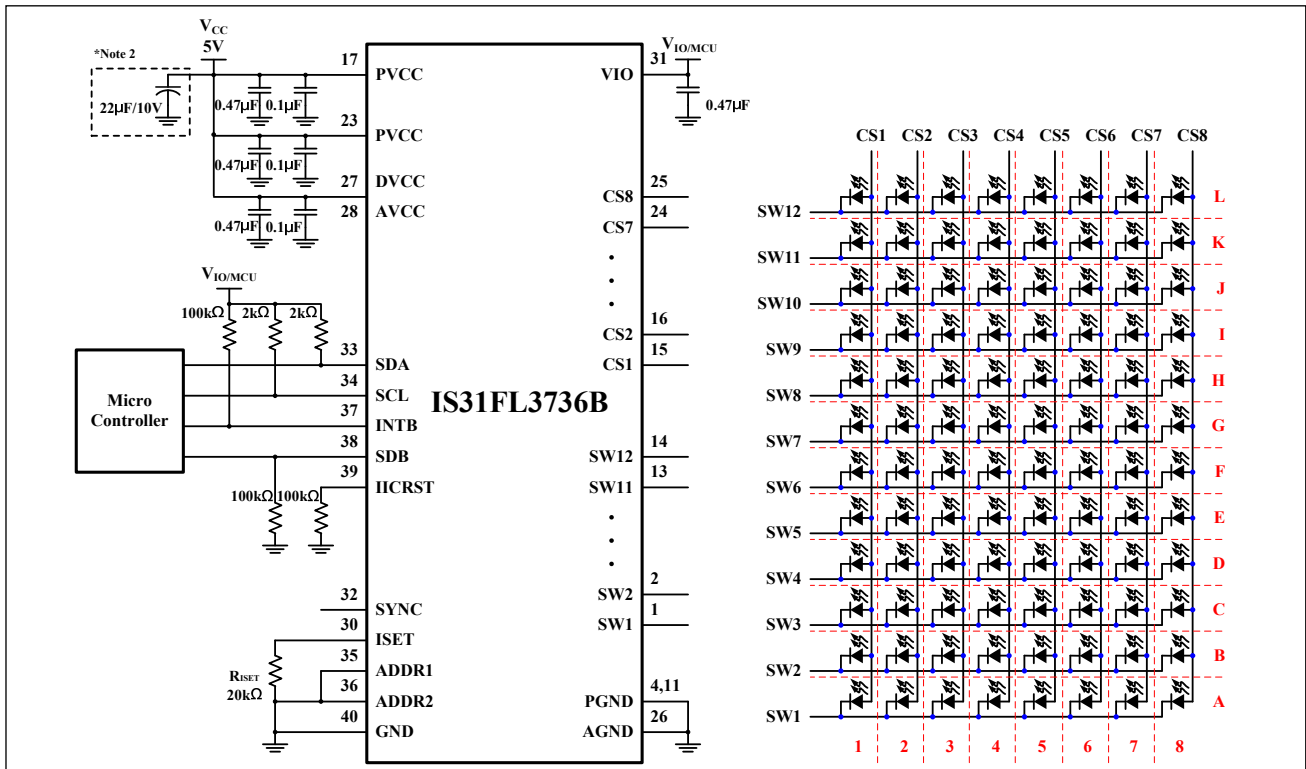 *Note 2
VCC
5V
22µF/10V
0.47µF 0.1µF
0.47µF 0.1µF
0.47µF 0.1µF
17 PVCC
23 PVCC
27 DVCC
28 AVCC
VIO/MCU
100kΩ 2kΩ 2kΩ
Micro
Controller
33 SDA
34 SCL
37 INTB
38 SDB
39 IICRST
100kΩ 100kΩ
32 SYNC
30 ISET
35 ADDR1
36 ADDR2
40 GND
RISET
20kΩ
IS31FL3736B
VIO/MCU
31 VIO
0.47µF
25 CS8
24 CS7
16 CS2
15 CS1
14 SW12
13 SW11
2 SW2
1 SW1
4,11 PGND
26 AGND
CS1 CS2 CS3 CS4 CS5 CS6 CS7 CS8
SW12 L
SW11 K
SW10 J
SW9 I
SW8 H
SW7 G
SW6 F
SW5 E
SW4 D
SW3 C
SW2 B
SW1 A
1 2 3 4 5 6 7 8